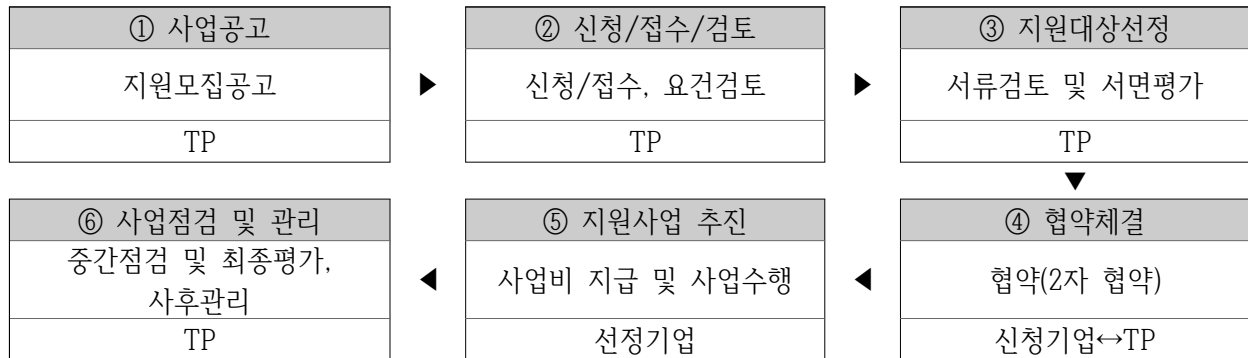 ① 사업공고
지원모집공고
TP
▶
② 신청/접수/검토
신청/접수, 요건검토
TP
▶
③ 지원대상선정
서류검토 및 서면평가
TP
▼
④ 협약체결
협약(2자 협약)
신청기업↔TP
◀
⑤ 지원사업 추진
사업비 지급 및 사업수행
선정기업
◀
⑥ 사업점검 및 관리
중간점검 및 최종평가,
사후관리
TP